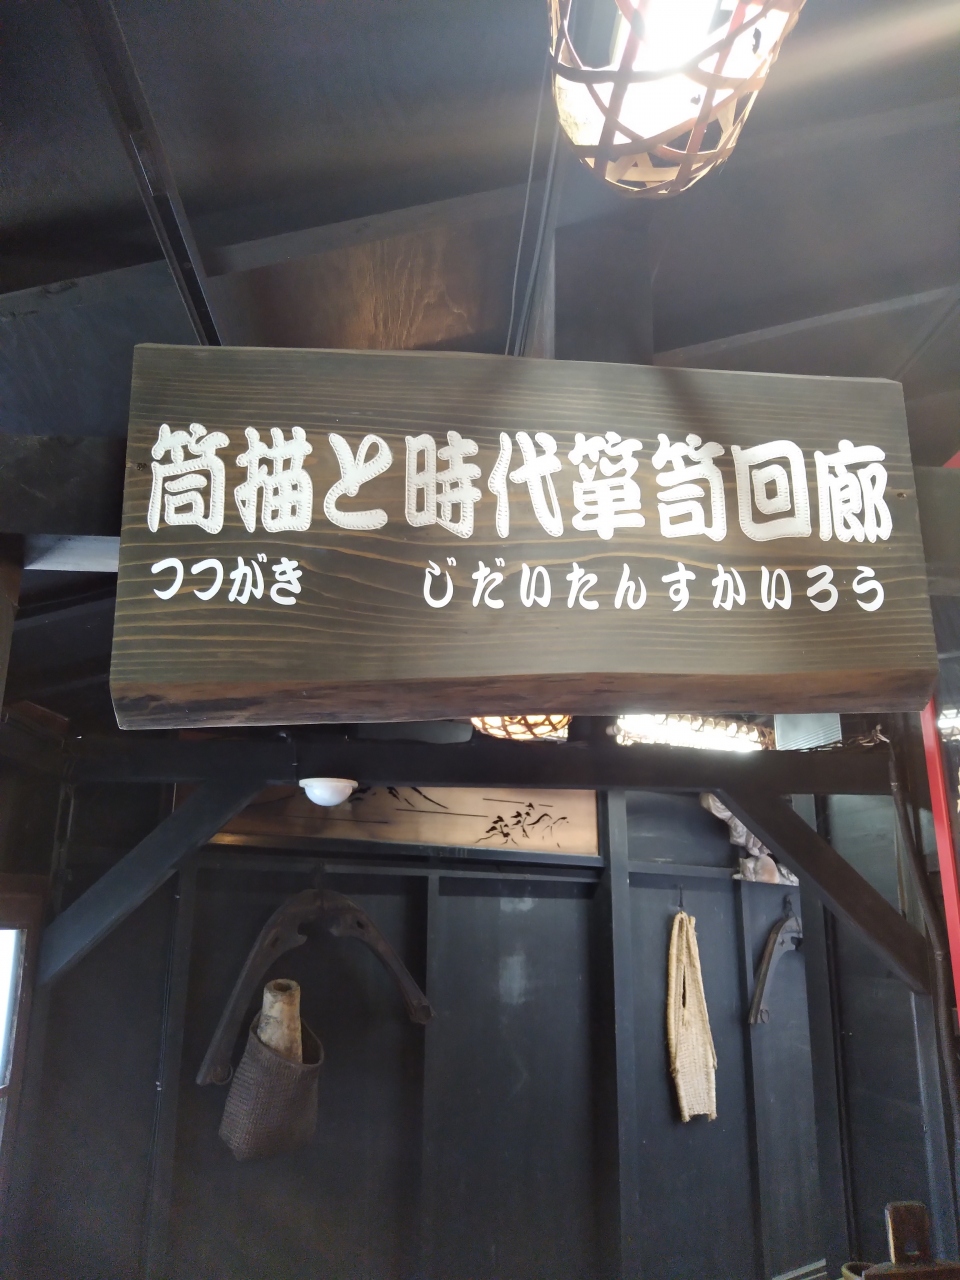 筒描と時代簞笥回廊
つつがき じだいたんすかいろう